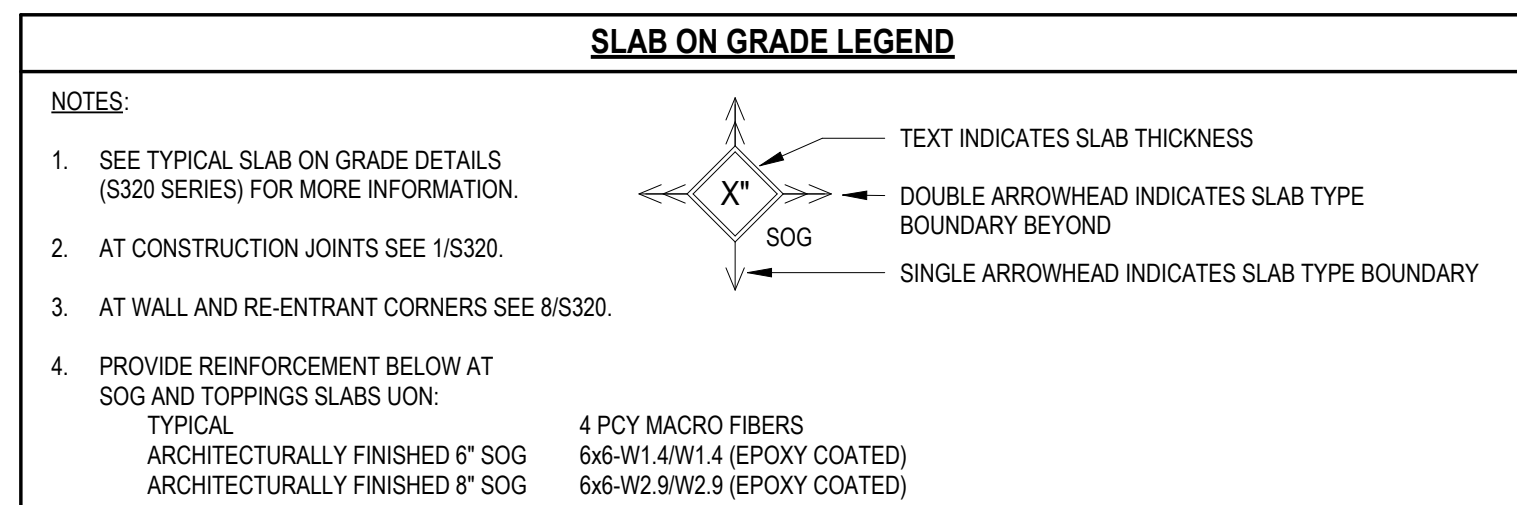 SLAB ON GRADE LEGEND
NOTES:
1. SEE TYPICAL SLAB ON GRADE DETAILS
(S320 SERIES) FOR MORE INFORMATION.
2. AT CONSTRUCTION JOINTS SEE 1/S320.
3. AT WALL AND RE-ENTRANT CORNERS SEE 8/S320.
4. PROVIDE REINFORCEMENT BELOW AT
SOG AND TOPPINGS SLABS UON:
TYPICAL 4 PCY MACRO FIBERS
ARCHITECTURALLY FINISHED 6" SOG 6x6-W1.4/W1.4 (EPOXY COATED)
ARCHITECTURALLY FINISHED 8" SOG 6x6-W2.9/W2.9 (EPOXY COATED)
X"
SOG
TEXT INDICATES SLAB THICKNESS
DOUBLE ARROWHEAD INDICATES SLAB TYPE
BOUNDARY BEYOND
SINGLE ARROWHEAD INDICATES SLAB TYPE BOUNDARY